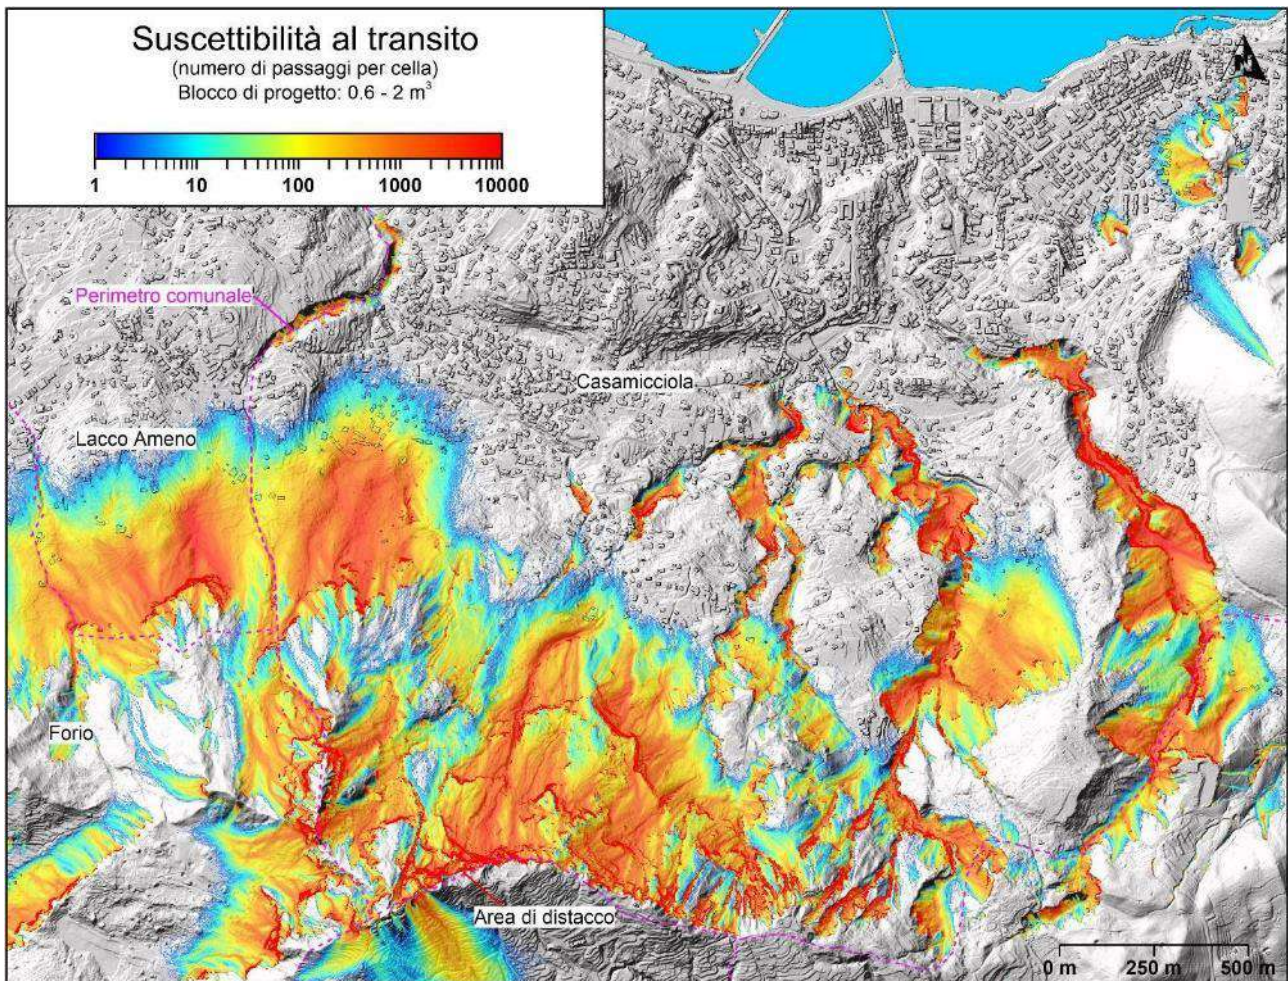 Suscettibilità al transito
(numero di passaggi per cella)
Blocco di progetto: 0.6 - 2 m³
1 10 100 1000 10000
N
Perimetro comunale
Casamicciola
Lacco Ameno
Forio
Area di distacco
0 m 250 m 500 m